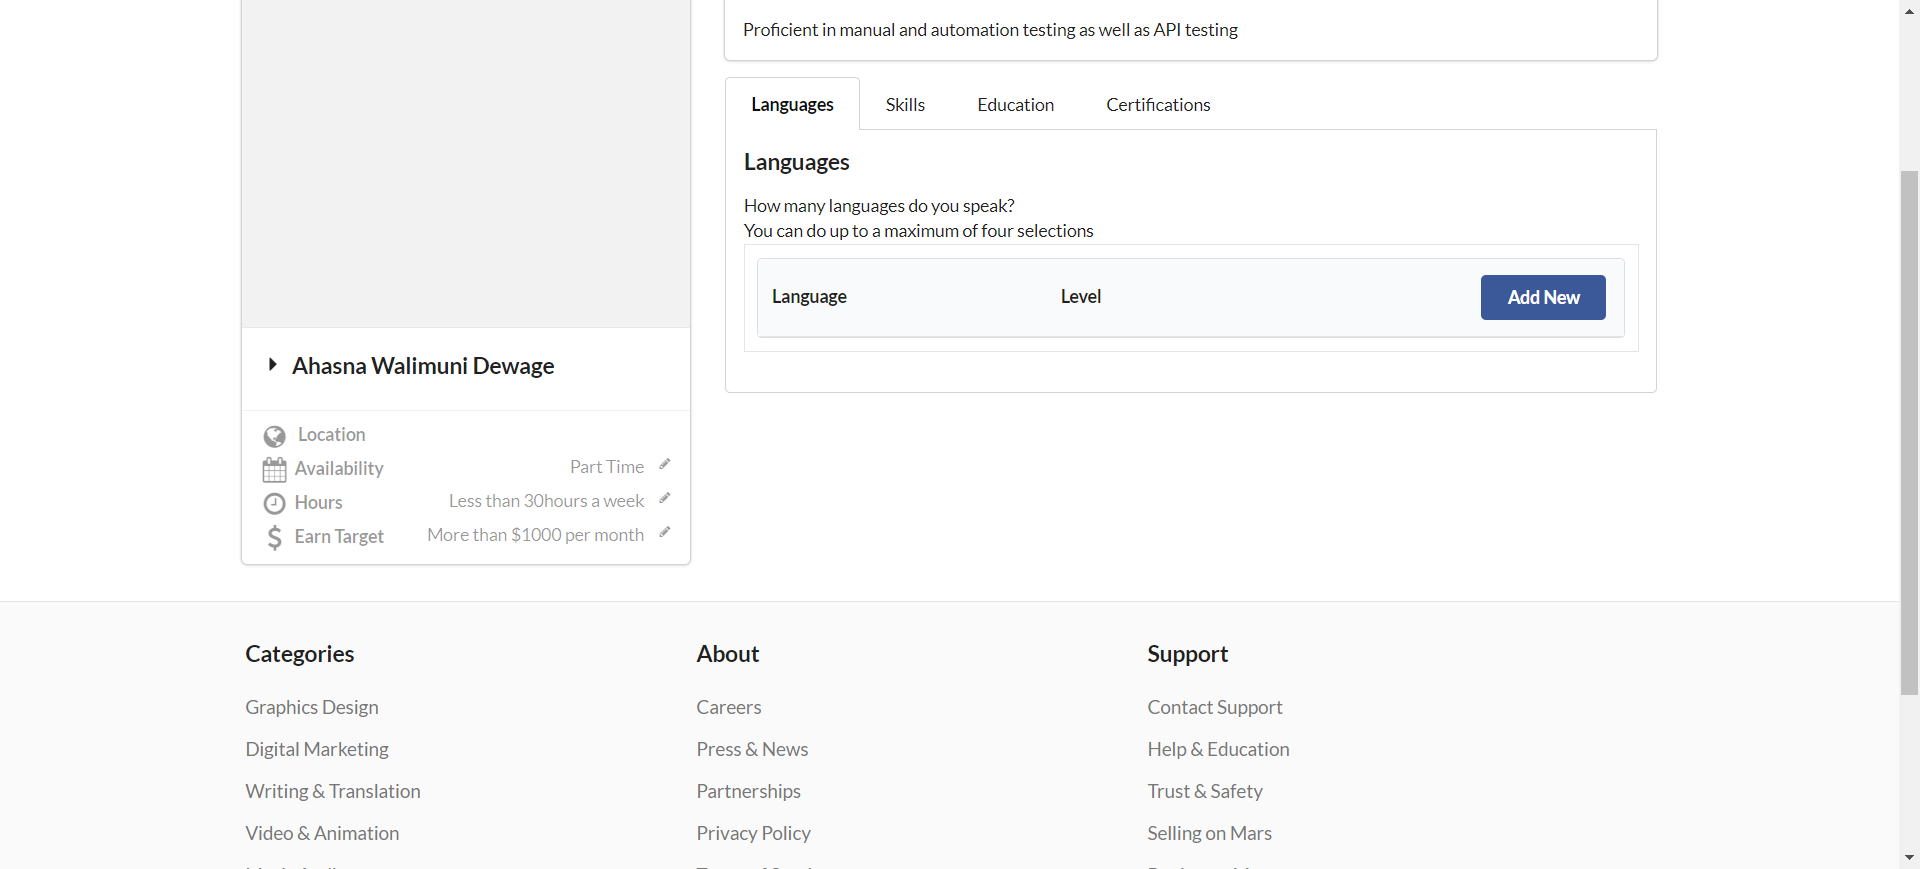 Proficient in manual and automation testing as well as API testing
Languages Skills Education Certifications
Languages
How many languages do you speak?
You can do up to a maximum of four selections
Language Level Add New
Ahasna Walimuni Dewage
Location
Availability Part Time
Hours Less than 30hours a week
Earn Target More than $1000 per month
Categories
Graphics Design
Digital Marketing
Writing & Translation
Video & Animation
About
Careers
Press & News
Partnerships
Privacy Policy
Support
Contact Support
Help & Education
Trust & Safety
Selling on Mars